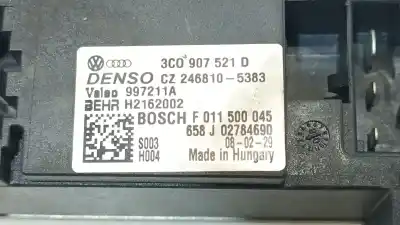 3C0 907 521 D
DENSO CZ 246810-5383
Valeo 997211A
BEHR H2162002
BOSCH F 011 500 045
658 J 0278469D
S003 08-02-29
H004 Made in Hungary